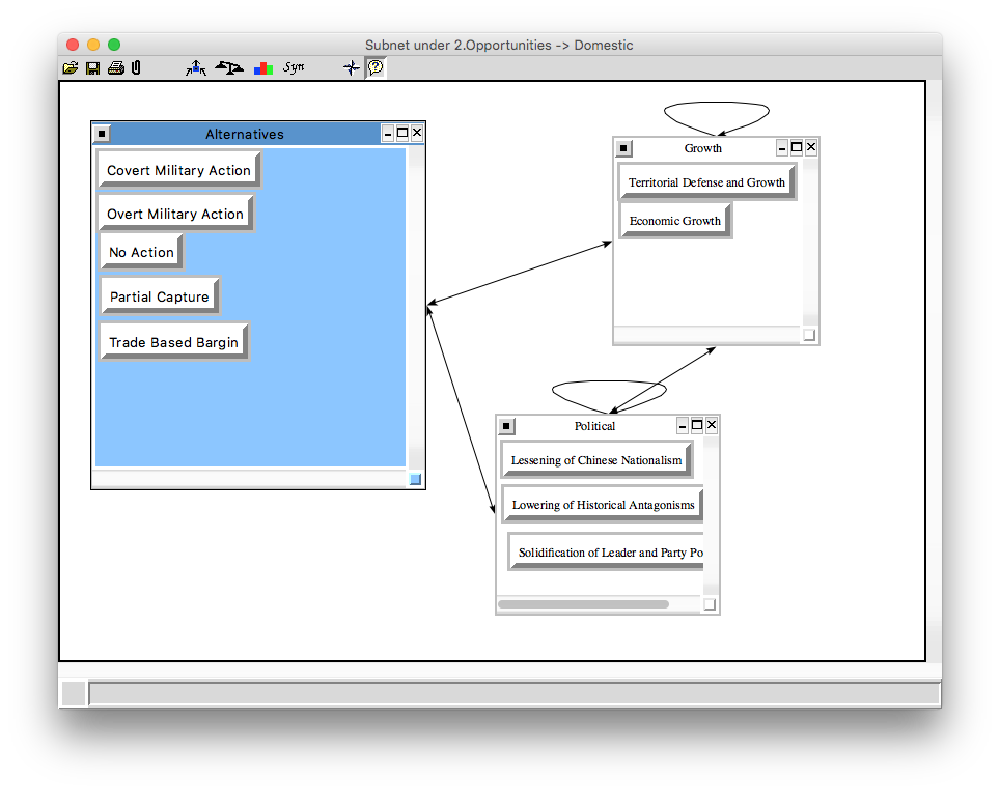 Subnet under 2.Opportunities -> Domestic
Syn
Alternatives
Covert Military Action
Overt Military Action
No Action
Partial Capture
Trade Based Bargin
Growth
Territorial Defense and Growth
Economic Growth
Political
Lessening of Chinese Nationalism
Lowering of Historical Antagonisms
Solidification of Leader and Party Po